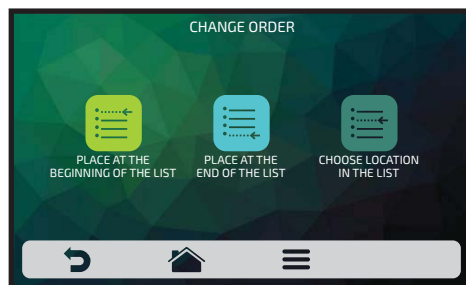 CHANGE ORDER
PLACE AT THE
BEGINNING OF THE LIST
PLACE AT THE
END OF THE LIST
CHOOSE LOCATION
IN THE LIST